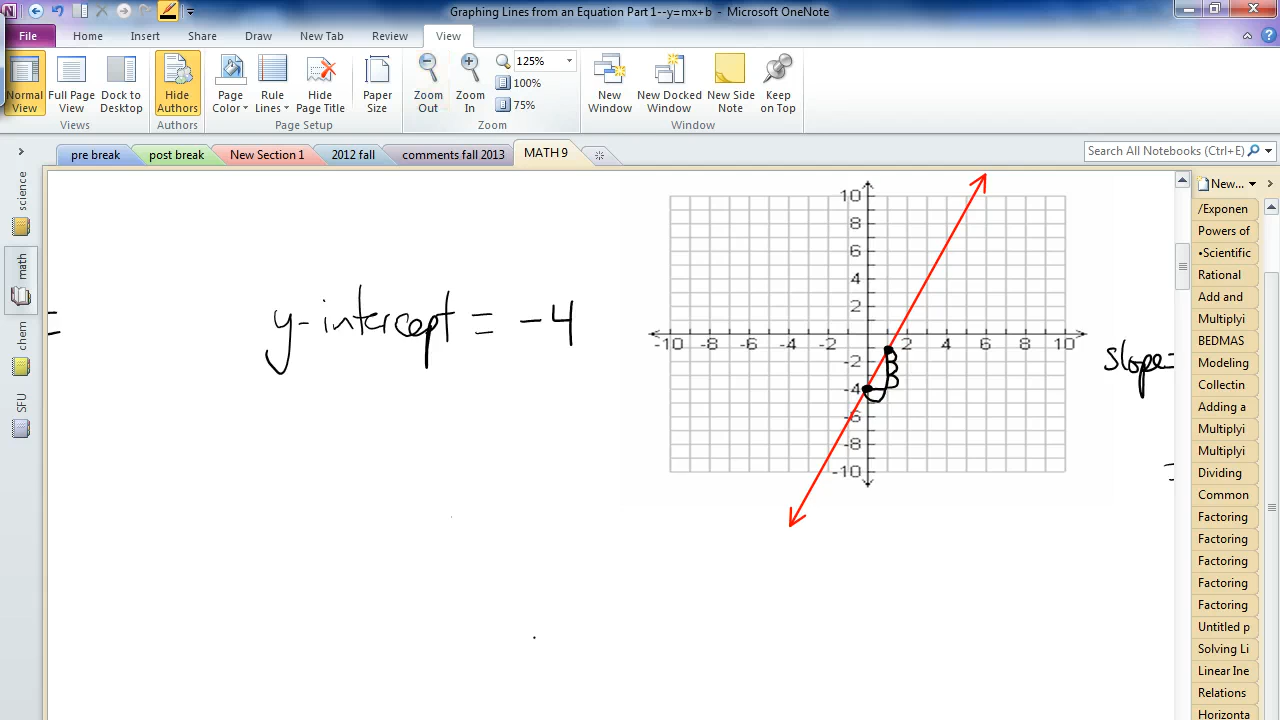 Graphing Lines from an Equation Part 1--y=mx+b - Microsoft OneNote
File Home Insert Share Draw New Tab Review View
Normal View
Full Page View
Dock to Desktop
Views
Hide Authors
Authors
Page Color
Rule Lines
Hide Page Title
Page Setup
Paper Size
Zoom Out
Zoom In
125%
100%
75%
Zoom
New Window
New Docked Window
New Side Note
Keep on Top
Window
pre break post break New Section 1 2012 fall comments fall 2013 MATH 9
Search All Notebooks (Ctrl+E)
science
math
chem
SFU
=
y-intercept = -4
10
8
6
4
2
-10 -8 -6 -4 -2 2 4 6 8 10
-2
-4
-6
-8
-10
slope=
=
New...
/Exponen
Powers of
•Scientific
Rational
Add and
Multiplyi
BEDMAS
Modeling
Collectin
Adding a
Multiplyi
Multiplyi
Dividing
Common
Factoring
Factoring
Factoring
Factoring
Factoring
Untitled p
Solving Li
Linear Ine
Relations
Horizonta